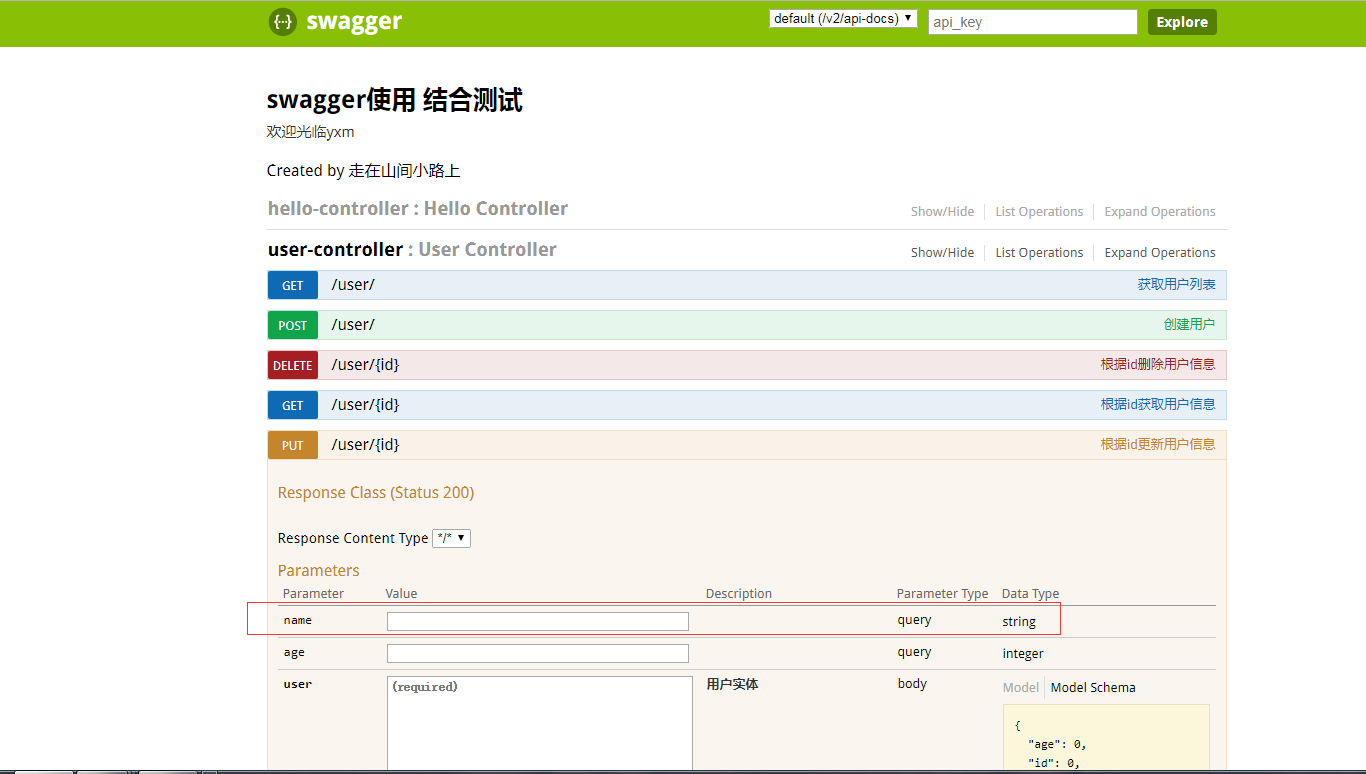 {··} swagger default (/v2/api-docs) api_key Explore
swagger使用 结合测试
欢迎光临yxm
Created by 走在山间小路上
hello-controller : Hello Controller Show/Hide List Operations Expand Operations
user-controller : User Controller Show/Hide List Operations Expand Operations
GET /user/ 获取用户列表
POST /user/ 创建用户
DELETE /user/{id} 根据id删除用户信息
GET /user/{id} 根据id获取用户信息
PUT /user/{id} 根据id更新用户信息
Response Class (Status 200)
Response Content Type */*
Parameters
Parameter Value Description Parameter Type Data Type
name query string
age query integer
user (required) 用户实体 body Model Model Schema
{
"age": 0,
"id": 0,